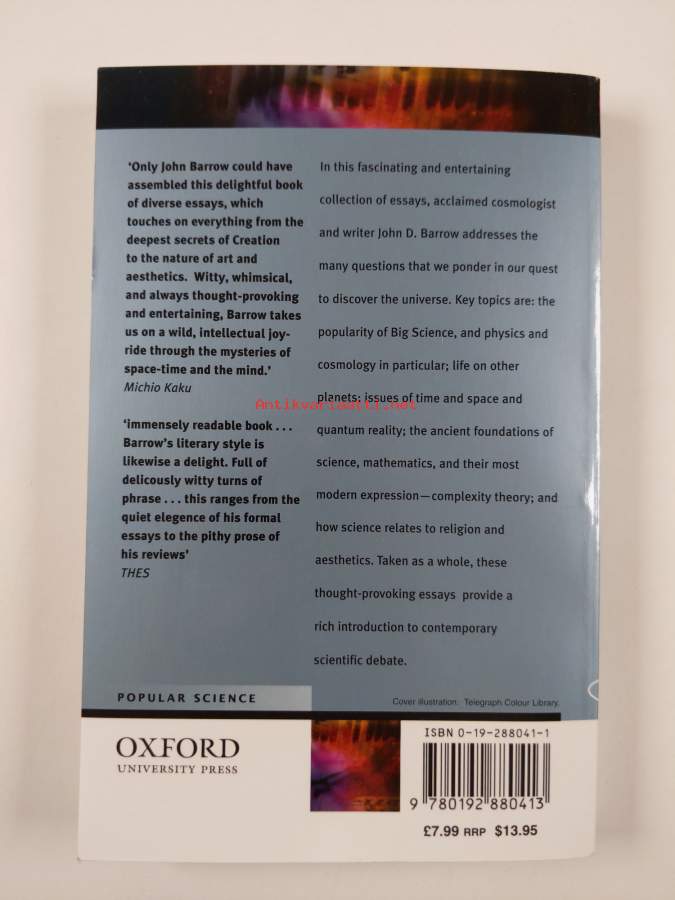 ‘Only John Barrow could have
assembled this delightful book
of diverse essays, which
touches on everything from the
deepest secrets of Creation
to the nature of art and
aesthetics. Witty, whimsical,
and always thought-provoking
and entertaining, Barrow takes
us on a wild, intellectual joy-
ride through the mysteries of
space-time and the mind.’
Michio Kaku
‘immensely readable book . . .
Barrow’s literary style is
likewise a delight. Full of
delicously witty turns of
phrase . . . this ranges from the
quiet elegence of his formal
essays to the pithy prose of
his reviews’
THES
In this fascinating and entertaining
collection of essays, acclaimed cosmologist
and writer John D. Barrow addresses the
many questions that we ponder in our quest
to discover the universe. Key topics are: the
popularity of Big Science, and physics and
cosmology in particular; life on other
planets; issues of time and space and
quantum reality; the ancient foundations of
science, mathematics, and their most
modern expression—complexity theory; and
how science relates to religion and
aesthetics. Taken as a whole, these
thought-provoking essays provide a
rich introduction to contemporary
scientific debate.
Antikvariaatti.net
POPULAR SCIENCE
Cover illustration: Telegraph Colour Library.
OXFORD
UNIVERSITY PRESS
ISBN 0-19-288041-1
9 780192 880413
£7.99 RRP $13.95